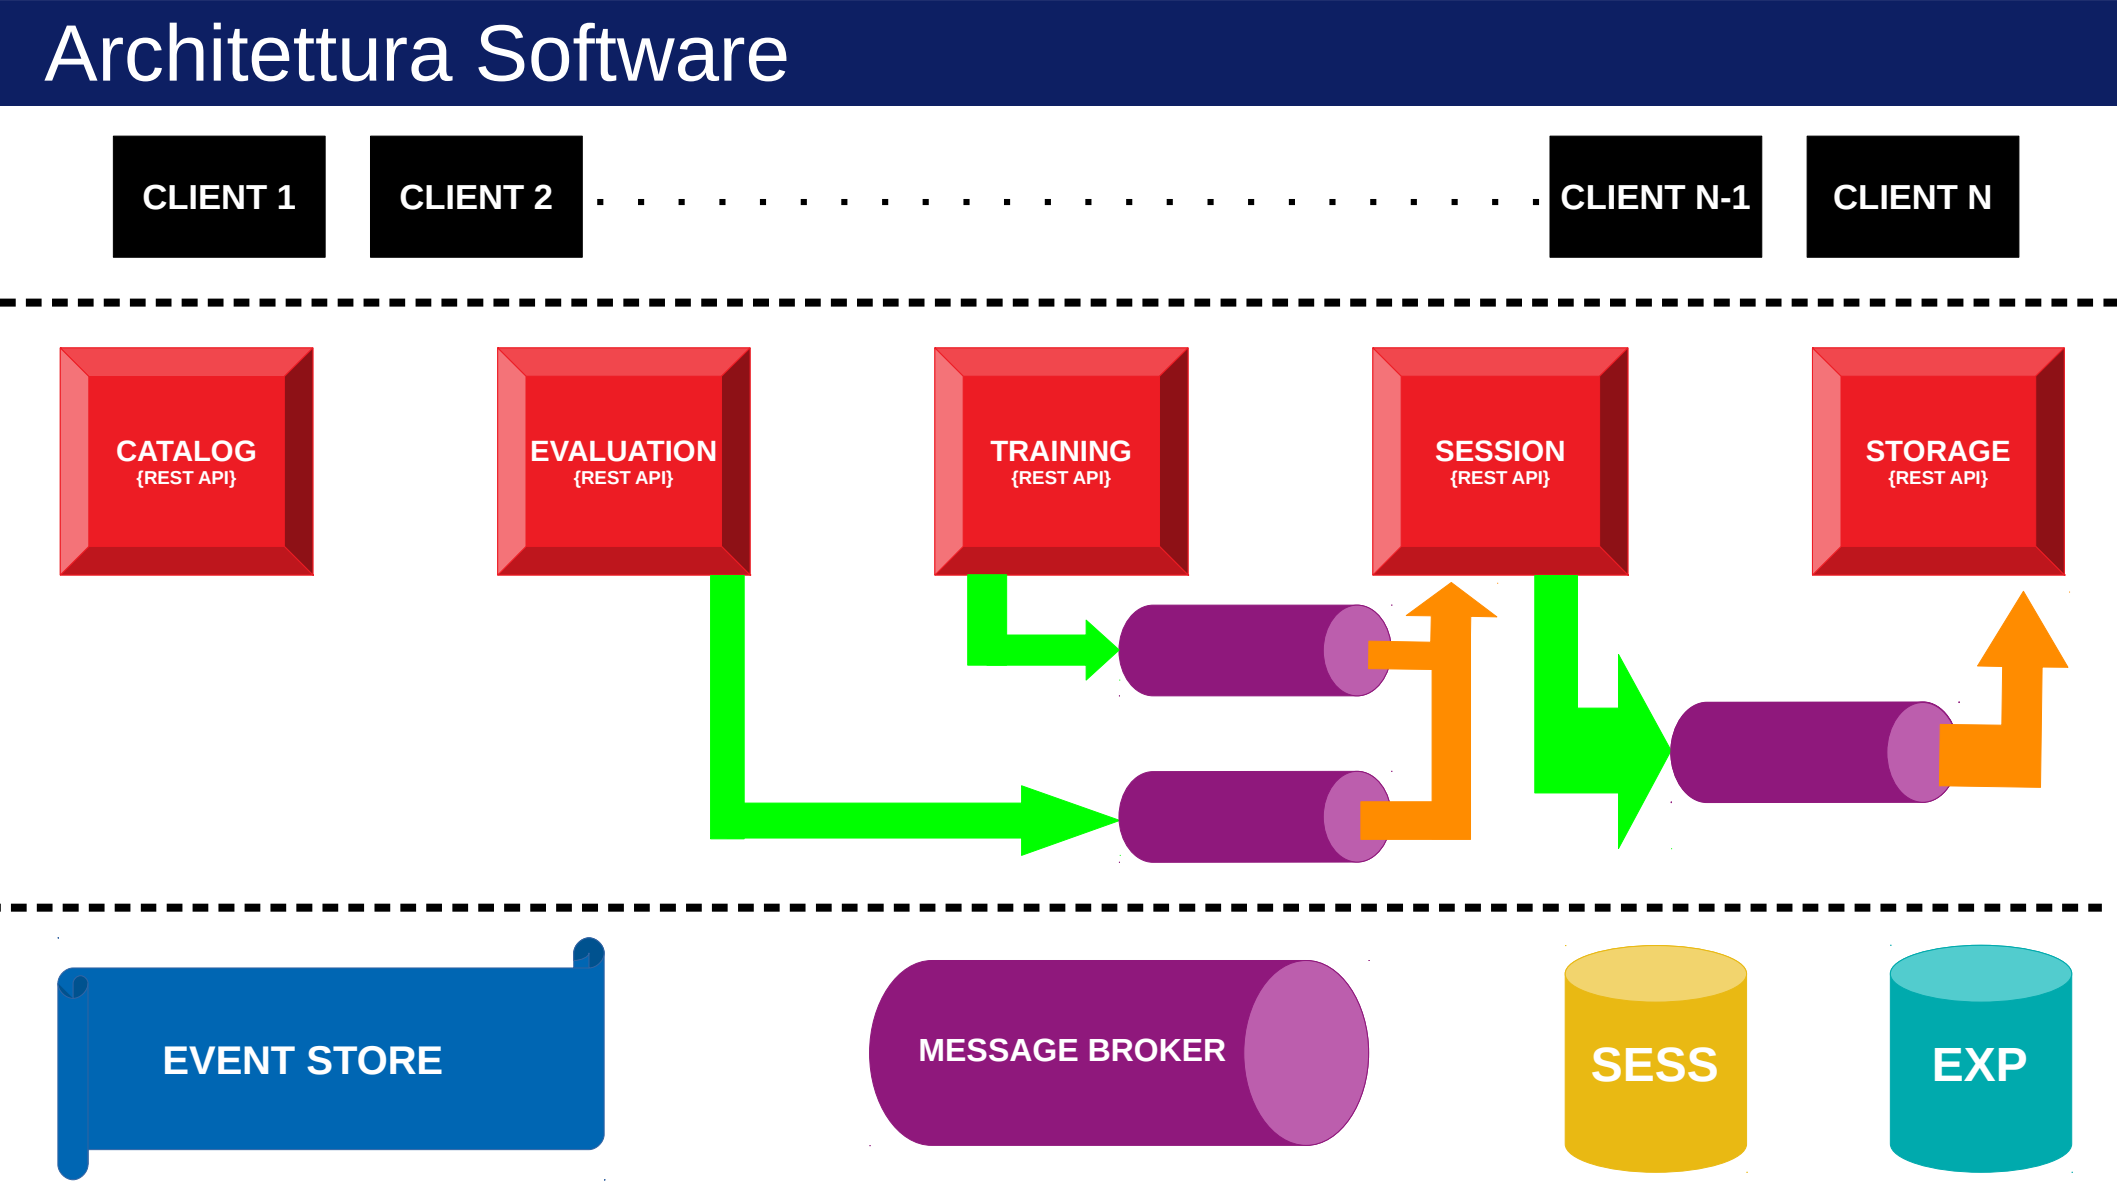 Architettura Software
CLIENT 1
CLIENT 2
CLIENT N-1
CLIENT N
CATALOG
{REST API}
EVALUATION
{REST API}
TRAINING
{REST API}
SESSION
{REST API}
STORAGE
{REST API}
EVENT STORE
MESSAGE BROKER
SESS
EXP